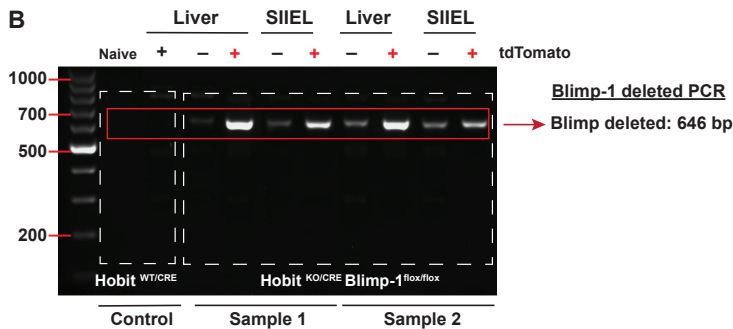 B
Liver SIIEL Liver SIIEL
Naive + – + – + – + – + tdTomato
1000
700
500
200
Blimp-1 deleted PCR
Blimp deleted: 646 bp
Hobit WT/CRE Hobit KO/CRE Blimp-1flox/flox
Control Sample 1 Sample 2